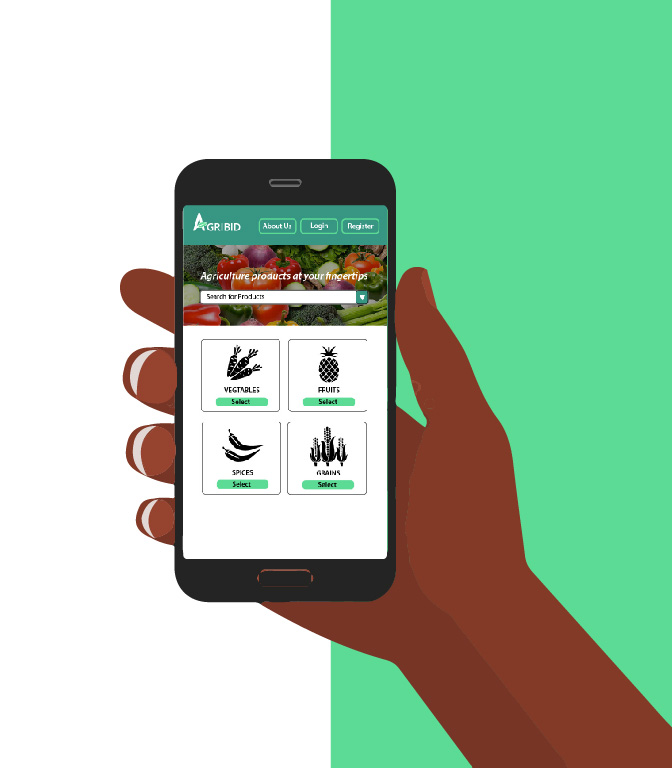 AGRIBID
About Us Login Register
Agriculture products at your fingertips
Search for Products
VEGTABLES FRUITS
Select Select
SPICES GRAINS
Select Select